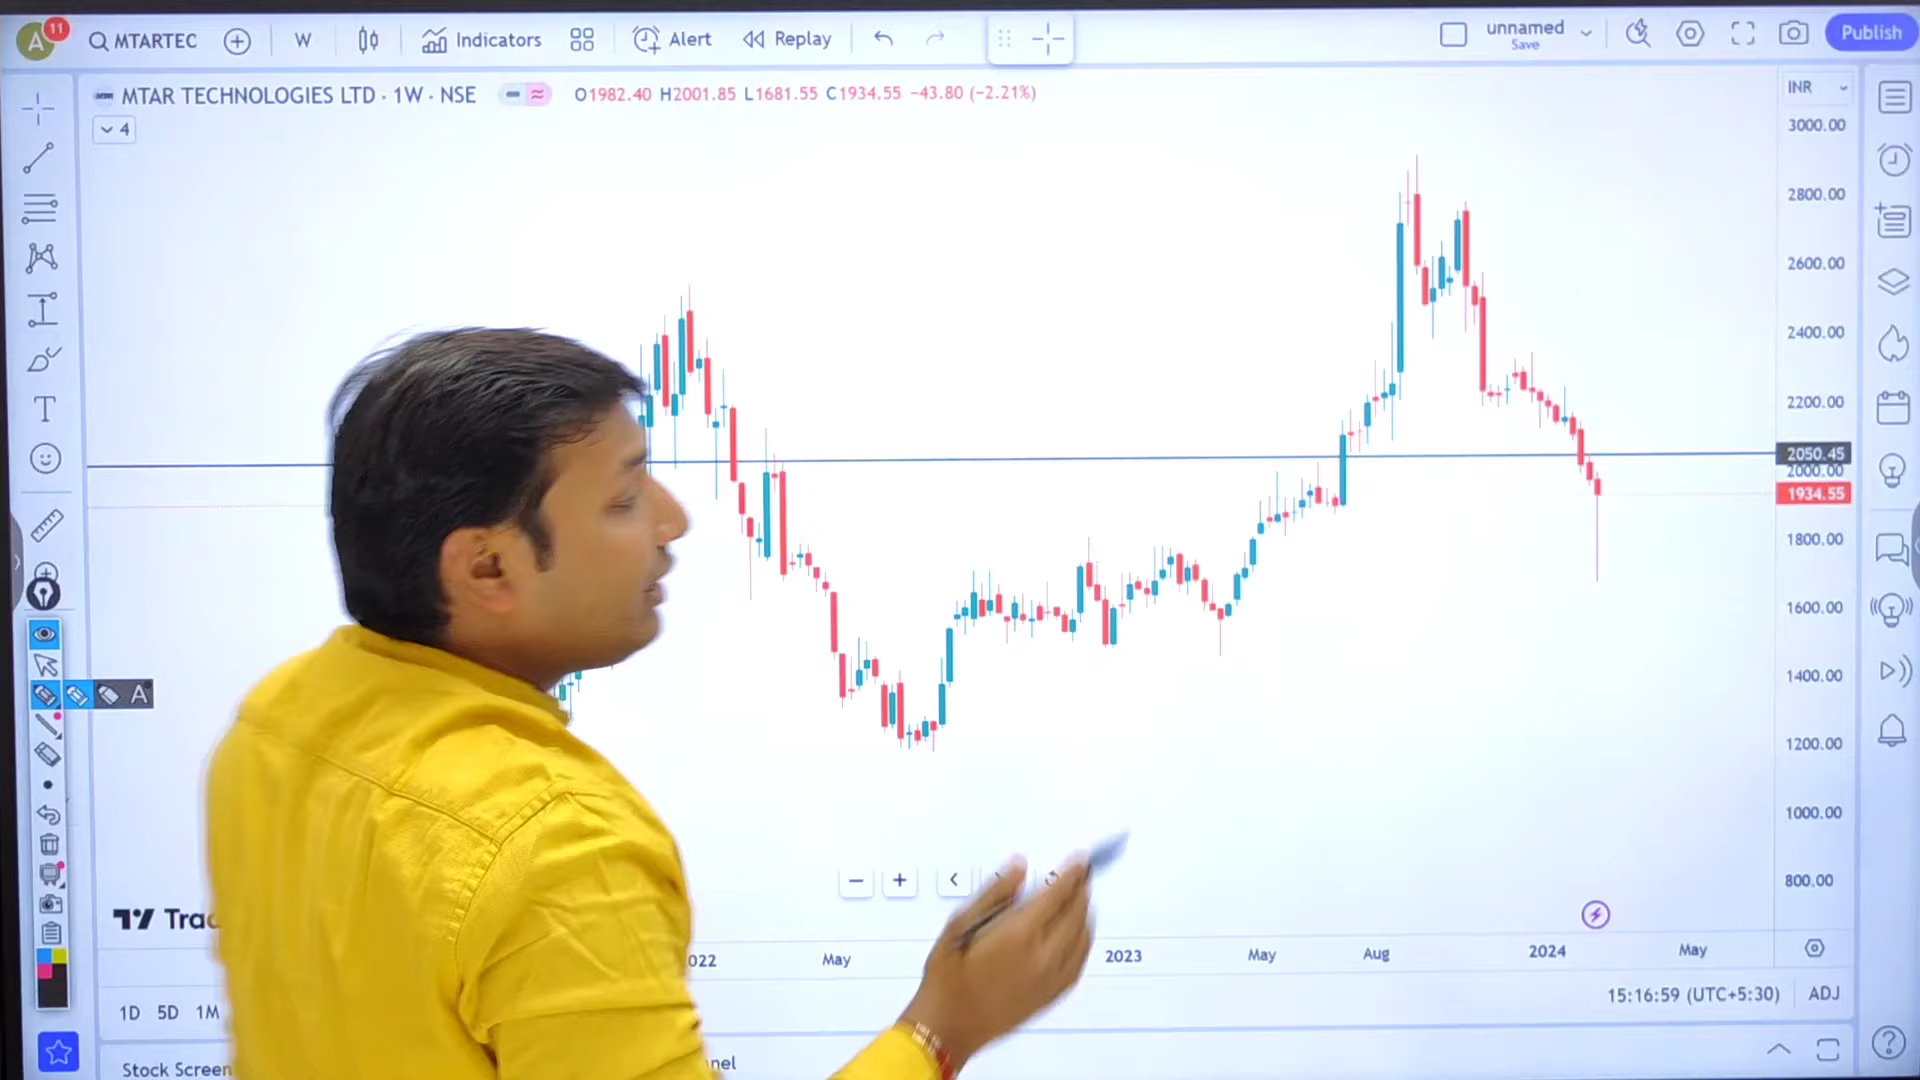 A 11 MTARTEC W Indicators Alert Replay unnamed Publish
Save
MTAR TECHNOLOGIES LTD · 1W · NSE O1982.40 H2001.85 L1681.55 C1934.55 −43.80 (−2.21%) INR
4
3000.00
2800.00
2600.00
2400.00
2200.00
2050.45
2000.00
1934.55
1800.00
1600.00
1400.00
1200.00
1000.00
800.00
T
A
May 2023 May Aug 2024 May
15:16:59 (UTC+5:30) ADJ
1D 5D 1M
Stock